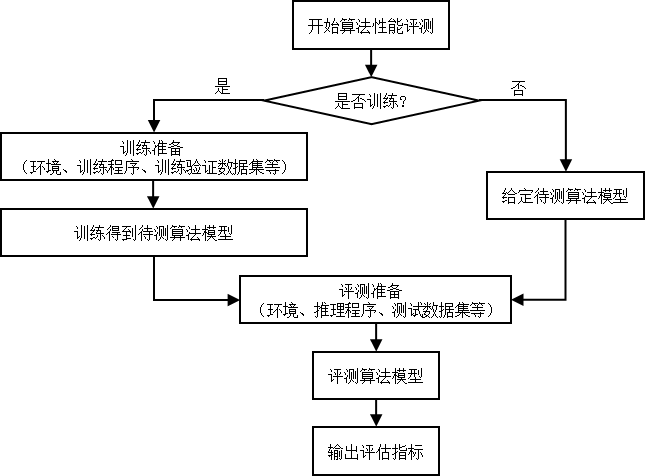 开始算法性能评测
是否训练?
是
否
训练准备
（环境、训练程序、训练验证数据集等）
给定待测算法模型
训练得到待测算法模型
评测准备
（环境、推理程序、测试数据集等）
评测算法模型
输出评估指标